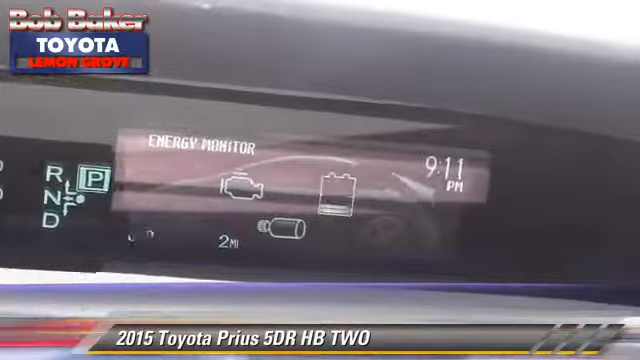 Bob Baker
TOYOTA
LEMON GROVE
ENERGY MONITOR
9:11
PM
R P
N
D
2MI
2015 Toyota Prius 5DR HB TWO